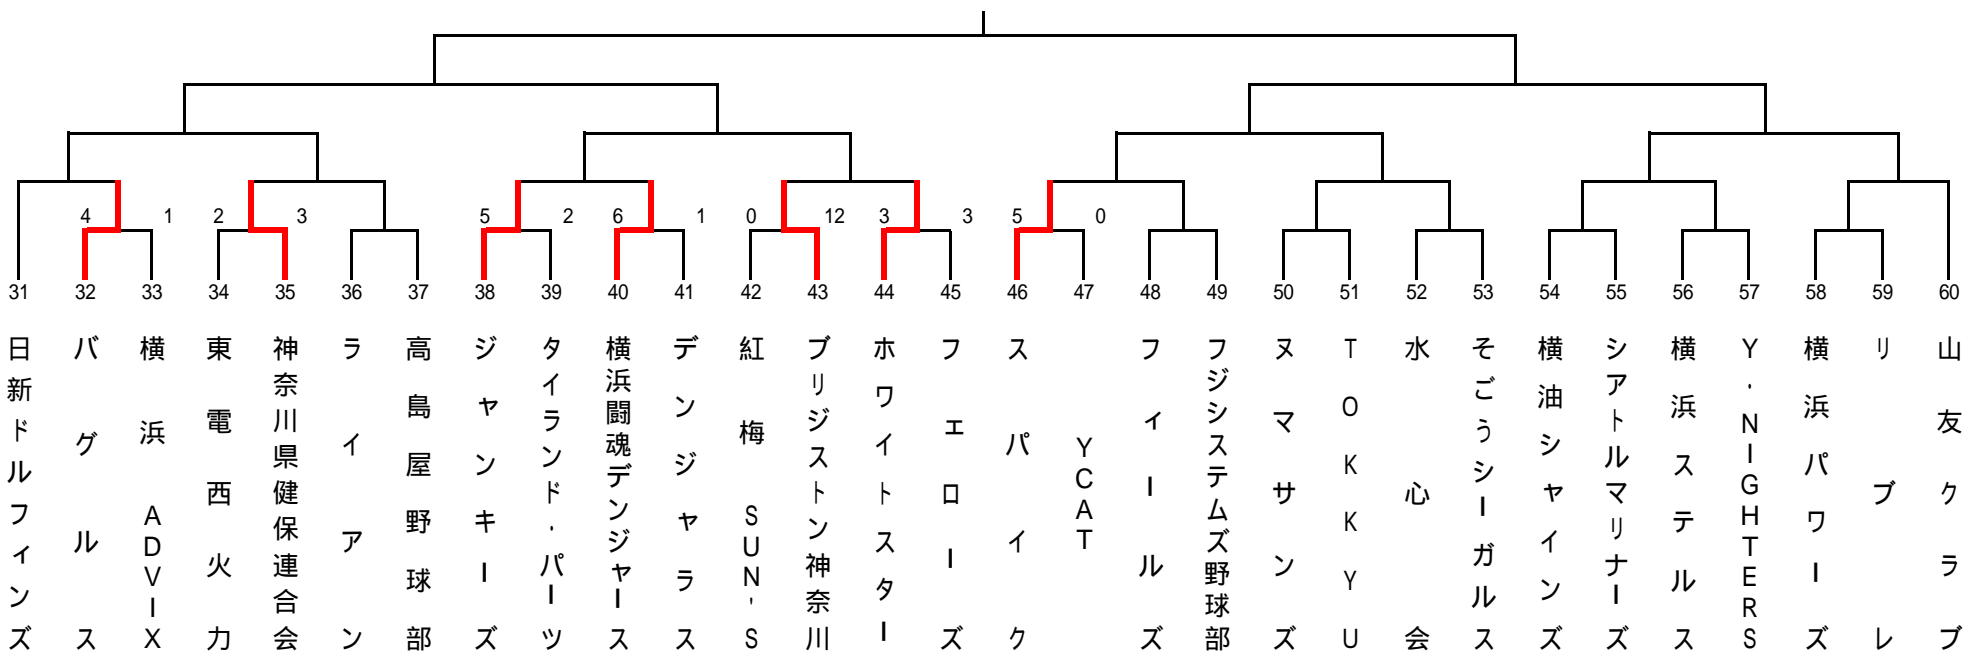 4 1 2 3 5 2 6 1 0 12 3 3 5 0
31 32 33 34 35 36 37 38 39 40 41 42 43 44 45 46 47 48 49 50 51 52 53 54 55 56 57 58 59 60
日新ドルフィンズ
バグルス
横浜ADVIX
東電西火力
神奈川県健保連合会
ライアン
高島屋野球部
ジャンキーズ
タイランド・パーツ
横浜闘魂デンジャース
デンジャラス
紅梅SUN'S
ブリジストン神奈川
ホワイトスター
フェローズ
スパイク
YCAT
フィールズ
フジシステムズ野球部
ヌマサンズ
TOKKYU
水心会
そごうシーガルス
横油シャインズ
シアトルマリナーズ
横浜ステルス
Y・NIGHTERS
横浜パワーズ
リブレ
山友クラブ